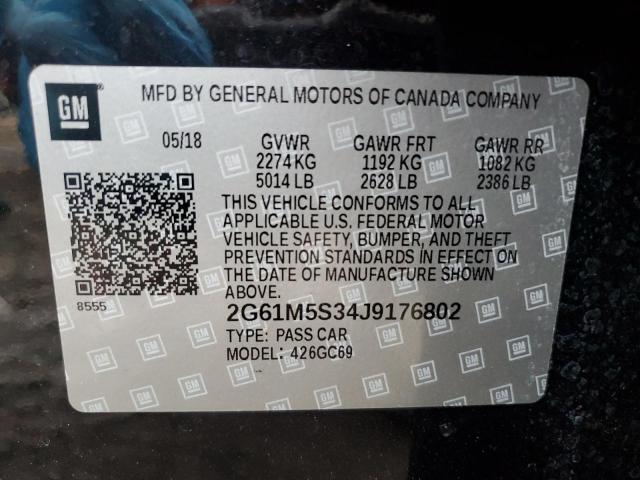 GM
MFD BY GENERAL MOTORS OF CANADA COMPANY
05/18 GVWR GAWR FRT GAWR RR
2274 KG 1192 KG 1082 KG
5014 LB 2628 LB 2386 LB
THIS VEHICLE CONFORMS TO ALL
APPLICABLE U.S. FEDERAL MOTOR
VEHICLE SAFETY, BUMPER, AND THEFT
PREVENTION STANDARDS IN EFFECT ON
THE DATE OF MANUFACTURE SHOWN
ABOVE.
8555
2G61M5S34J9176802
TYPE: PASS CAR
MODEL: 426GC69